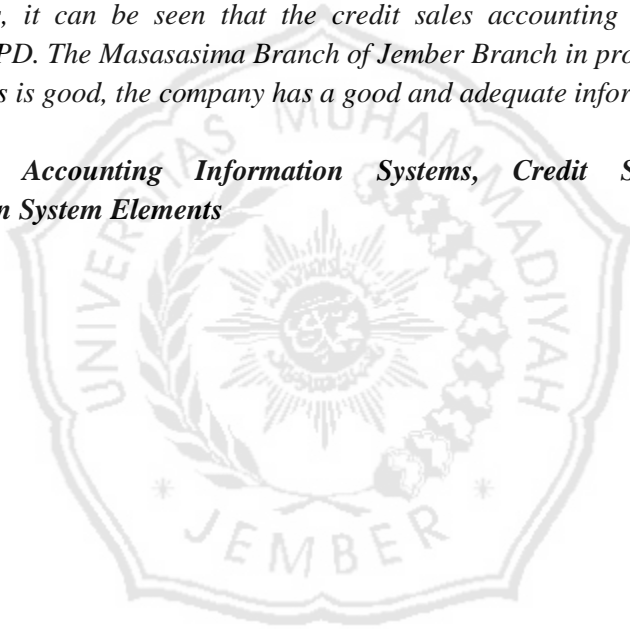 s, it can be seen that the credit sales accounting
PD. The Masasasima Branch of Jember Branch in pro
s is good, the company has a good and adequate infor
Accounting Information Systems, Credit S
n System Elements
UNIVERSITAS MUHAMMADIYAH
JEMBER